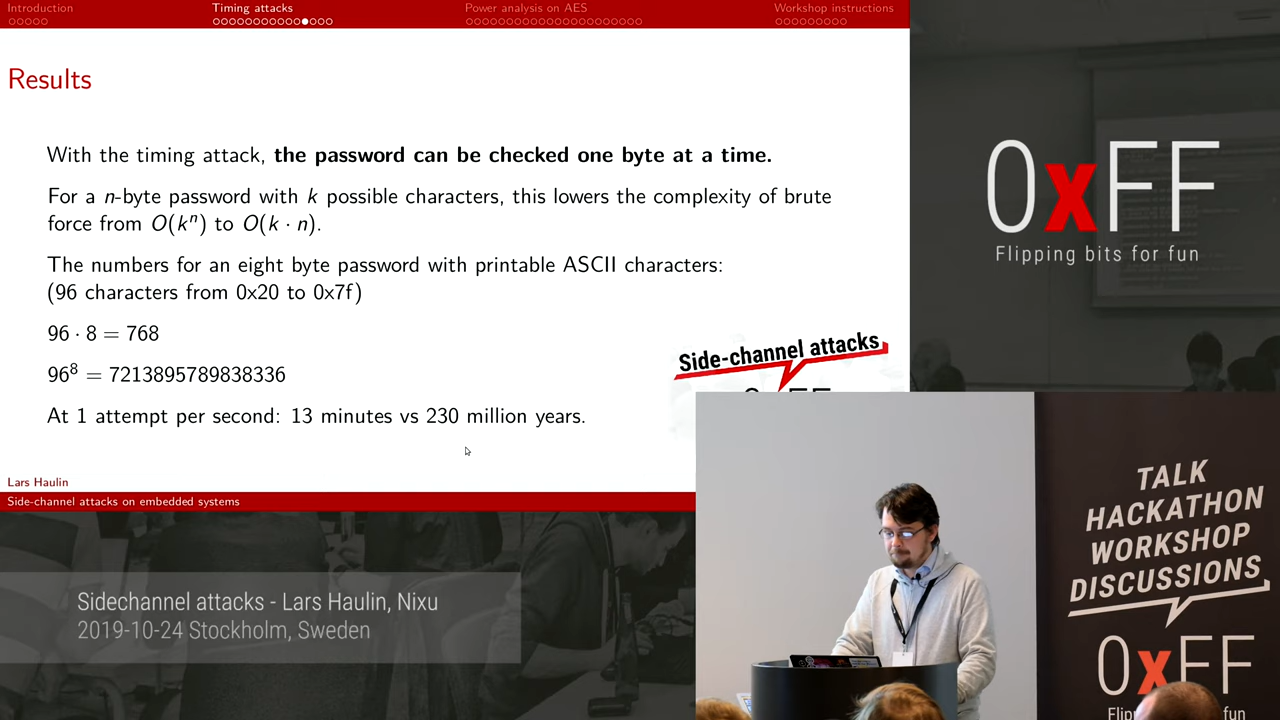 Introduction
Timing attacks
Power analysis on AES
Workshop instructions
Results
With the timing attack, the password can be checked one byte at a time.
For a n-byte password with k possible characters, this lowers the complexity of brute
force from O(kⁿ) to O(k · n).
The numbers for an eight byte password with printable ASCII characters:
(96 characters from 0x20 to 0x7f)
96 · 8 = 768
96⁸ = 7213895789838336
At 1 attempt per second: 13 minutes vs 230 million years.
Side-channel attacks
Lars Haulin
Side-channel attacks on embedded systems
0xFF
Flipping bits for fun
Sidechannel attacks - Lars Haulin, Nixu
2019-10-24 Stockholm, Sweden
TALK
HACKATHON
WORKSHOP
DISCUSSIONS
0xFF
fun